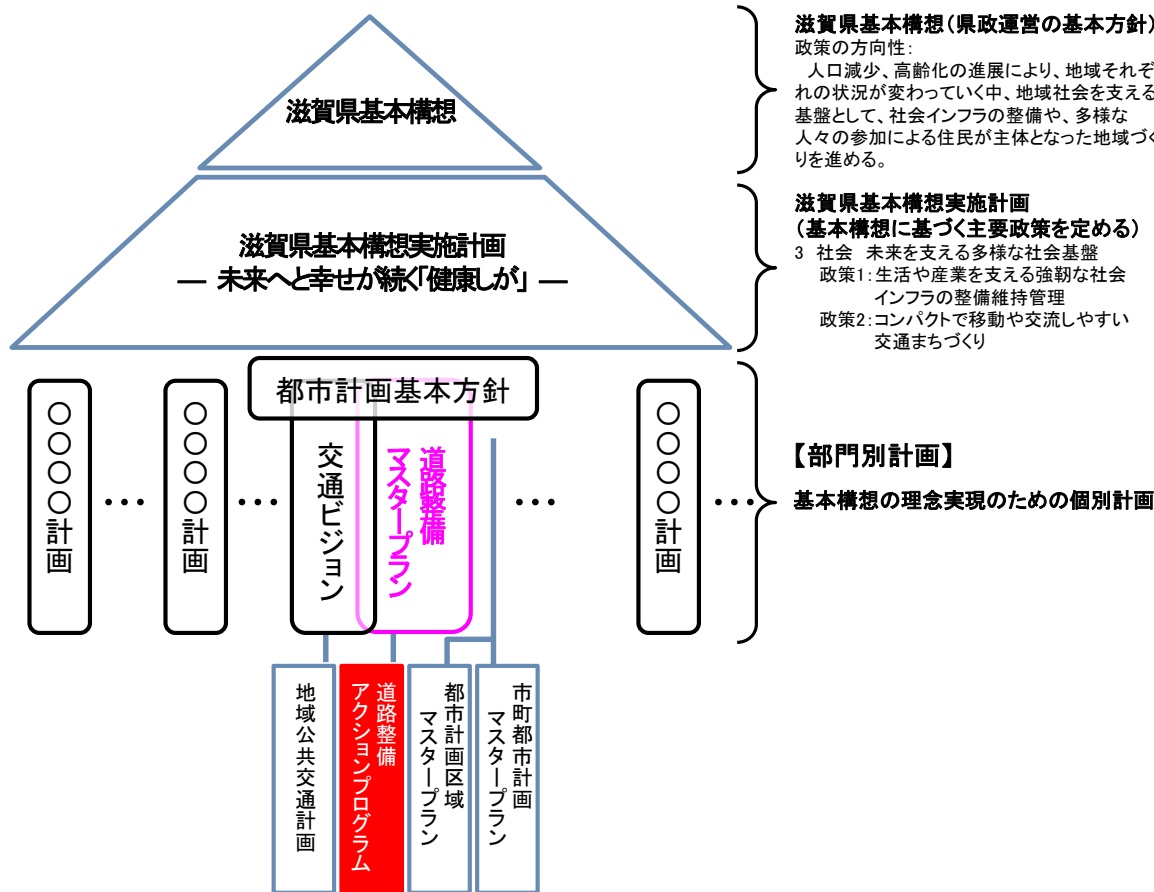 滋賀県基本構想
滋賀県基本構想実施計画
― 未来へと幸せが続く「健康しが」 ―
滋賀県基本構想(県政運営の基本方針)
政策の方向性:
人口減少、高齢化の進展により、地域それぞ
れの状況が変わっていく中、地域社会を支える
基盤として、社会インフラの整備や、多様な
人々の参加による住民が主体となった地域づく
りを進める。
滋賀県基本構想実施計画
(基本構想に基づく主要政策を定める)
3 社会 未来を支える多様な社会基盤
政策1:生活や産業を支える強靭な社会
インフラの整備維持管理
政策2:コンパクトで移動や交流しやすい
交通まちづくり
都市計画基本方針
〇〇〇〇計画
…
〇〇〇〇計画
…
交通ビジョン
道路整備
マスタープラン
…
〇〇〇〇計画
…
【部門別計画】
基本構想の理念実現のための個別計画
地域公共交通計画
道路整備
アクションプログラム
都市計画区域
マスタープラン
市町都市計画
マスタープラン